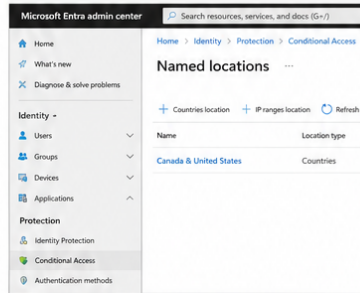 Microsoft Entra admin center
Search resources, services, and docs (G+/)
Home
What's new
Diagnose & solve problems
Identity
Users
Groups
Devices
Applications
Protection
Identity Protection
Conditional Access
Authentication methods
Home > Identity > Protection > Conditional Access
Named locations ...
+ Countries location + IP ranges location Refresh
Name Location type
Canada & United States Countries